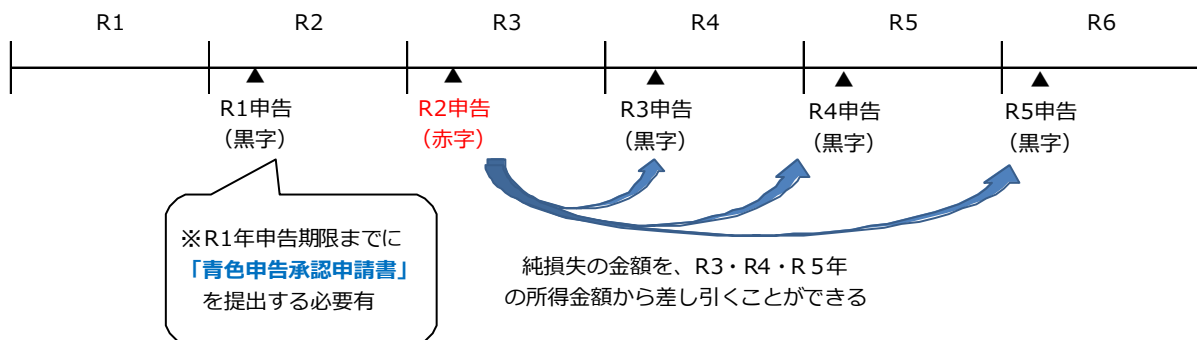 R1 R2 R3 R4 R5 R6
R1申告 R2申告 R3申告 R4申告 R5申告
（黒字） （赤字） （黒字） （黒字） （黒字）
※R1年申告期限までに
「青色申告承認申請書」
を提出する必要有
純損失の金額を、R3・R4・R５年
の所得金額から差し引くことができる